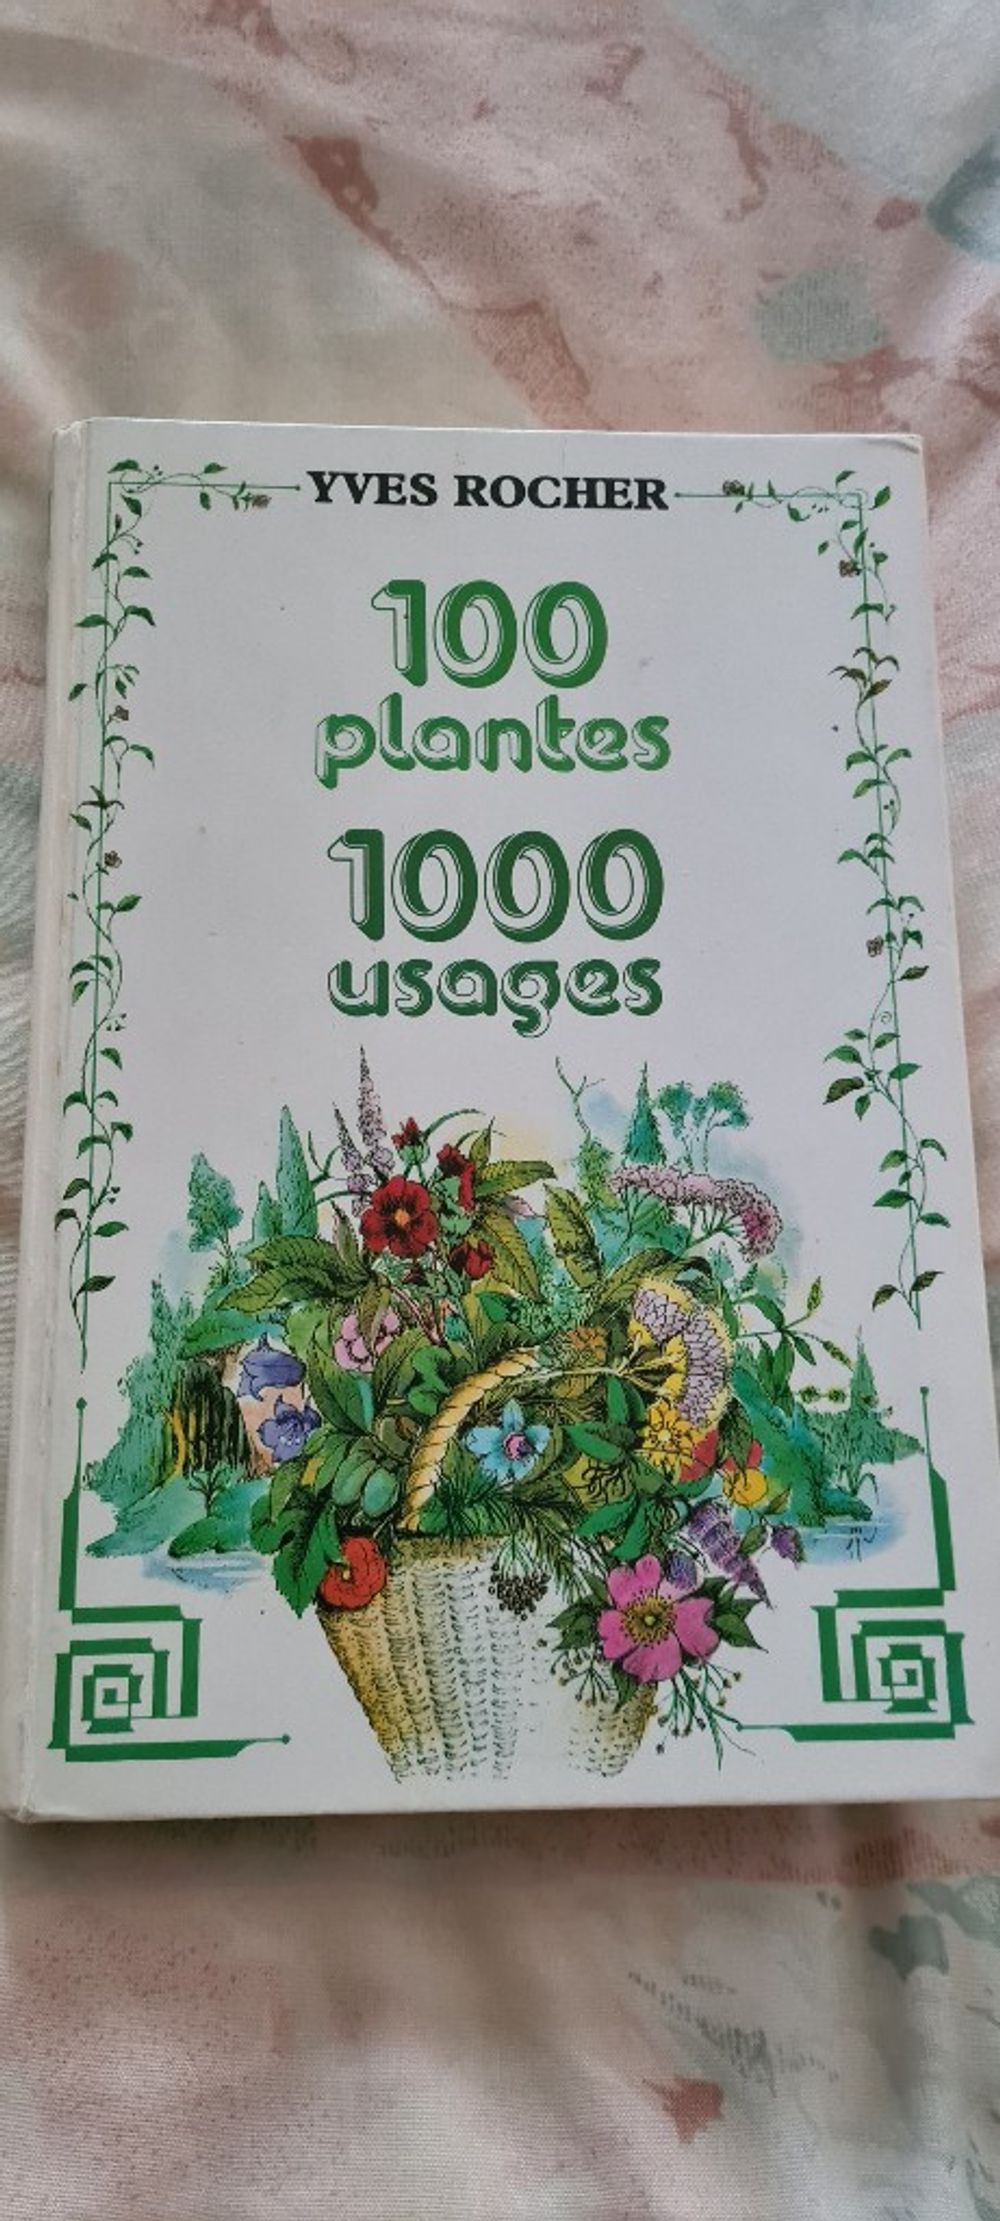 YVES ROCHER
100
plantes
1000
usages